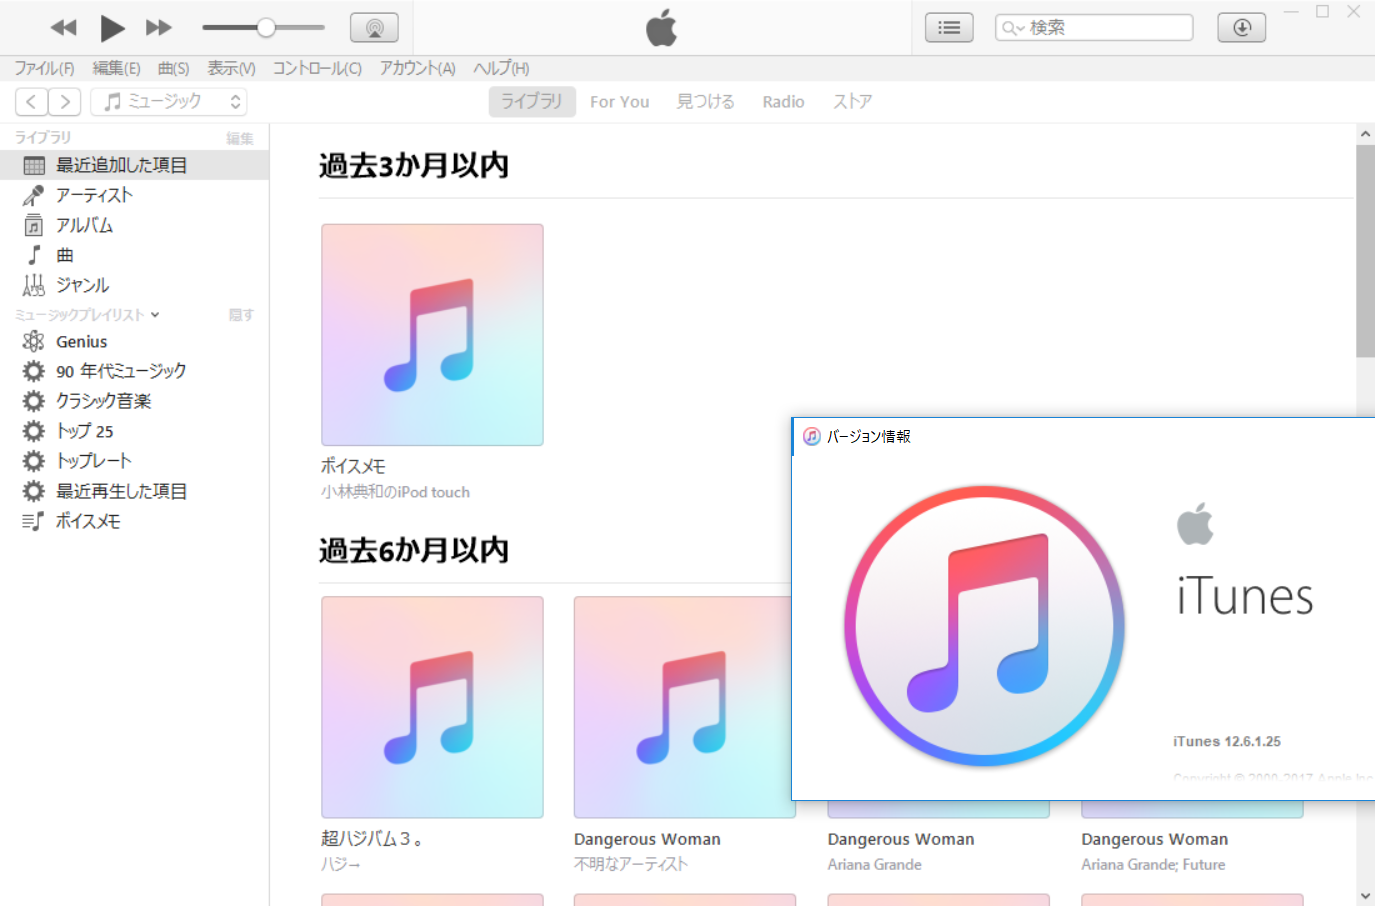 検索
ファイル(F) 編集(E) 曲(S) 表示(V) コントロール(C) アカウント(A) ヘルプ(H)
ミュージック
ライブラリ For You 見つける Radio ストア
ライブラリ 編集
最近追加した項目
アーティスト
アルバム
曲
ジャンル
ミュージックプレイリスト 隠す
Genius
90 年代ミュージック
クラシック音楽
トップ 25
トップレート
最近再生した項目
ボイスメモ
過去3か月以内
ボイスメモ
小林典和のiPod touch
過去6か月以内
超ハジバム３。
ハジ→
Dangerous Woman
不明なアーティスト
Dangerous Woman
Ariana Grande
Dangerous Woman
Ariana Grande; Future
バージョン情報
iTunes
iTunes 12.6.1.25
Copyright © 2000-2017 Apple Inc